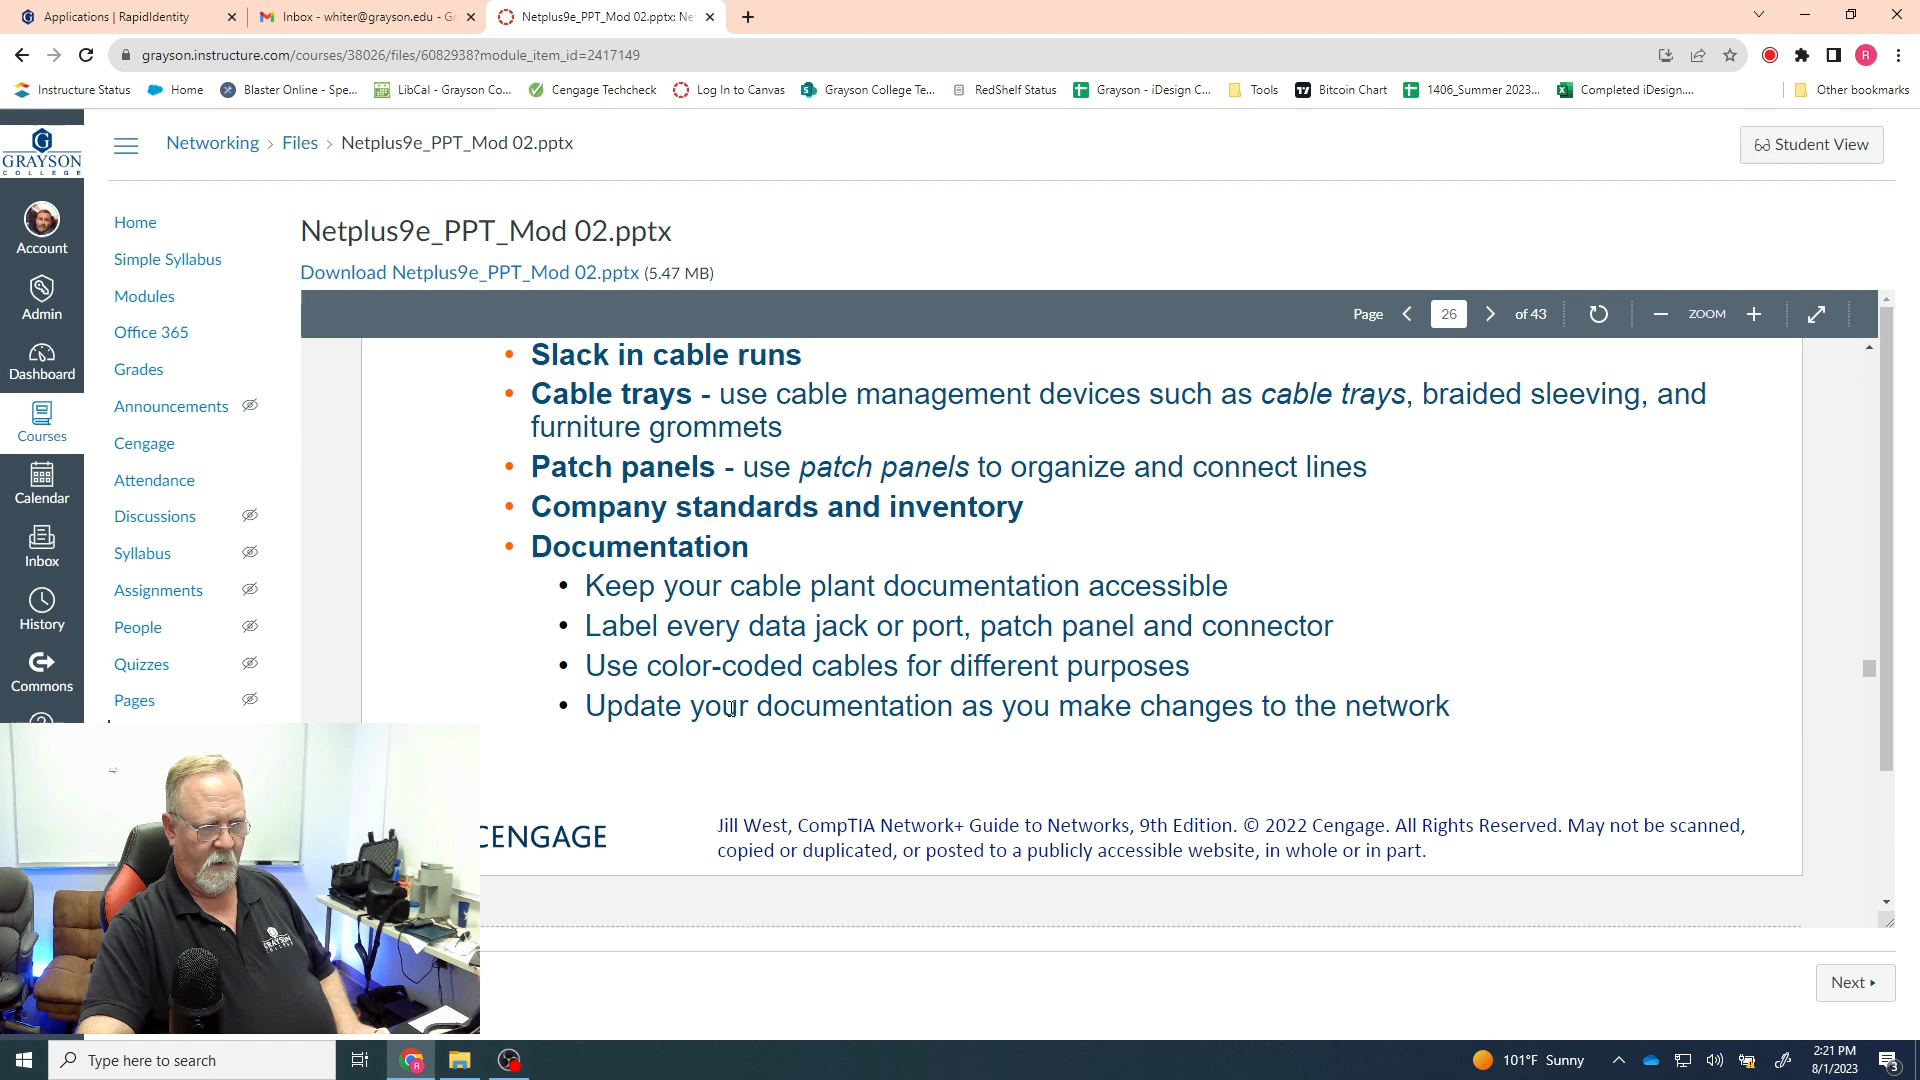 Applications | RapidIdentity
Inbox - whiter@grayson.edu - Gr
Netplus9e_PPT_Mod 02.pptx: Net
grayson.instructure.com/courses/38026/files/6082938?module_item_id=2417149
R
Instructure Status
Home
Blaster Online - Spe...
LibCal - Grayson Co...
Cengage Techcheck
Log In to Canvas
Grayson College Te...
RedShelf Status
Grayson - iDesign C...
Tools
Bitcoin Chart
1406_Summer 2023...
Completed iDesign....
Other bookmarks
GRAYSON
COLLEGE
Networking › Files › Netplus9e_PPT_Mod 02.pptx
Student View
Account
Admin
Dashboard
Courses
Calendar
Inbox
History
Commons
Home
Simple Syllabus
Modules
Office 365
Grades
Announcements
Cengage
Attendance
Discussions
Syllabus
Assignments
People
Quizzes
Pages
Netplus9e_PPT_Mod 02.pptx
Download Netplus9e_PPT_Mod 02.pptx (5.47 MB)
Page 26 of 43
ZOOM
• Slack in cable runs
• Cable trays - use cable management devices such as cable trays, braided sleeving, and
furniture grommets
• Patch panels - use patch panels to organize and connect lines
• Company standards and inventory
• Documentation
• Keep your cable plant documentation accessible
• Label every data jack or port, patch panel and connector
• Use color-coded cables for different purposes
• Update your documentation as you make changes to the network
CENGAGE
Jill West, CompTIA Network+ Guide to Networks, 9th Edition. © 2022 Cengage. All Rights Reserved. May not be scanned,
copied or duplicated, or posted to a publicly accessible website, in whole or in part.
GRAYSON
COLLEGE
Next
Type here to search
101°F Sunny
2:21 PM
8/1/2023
3